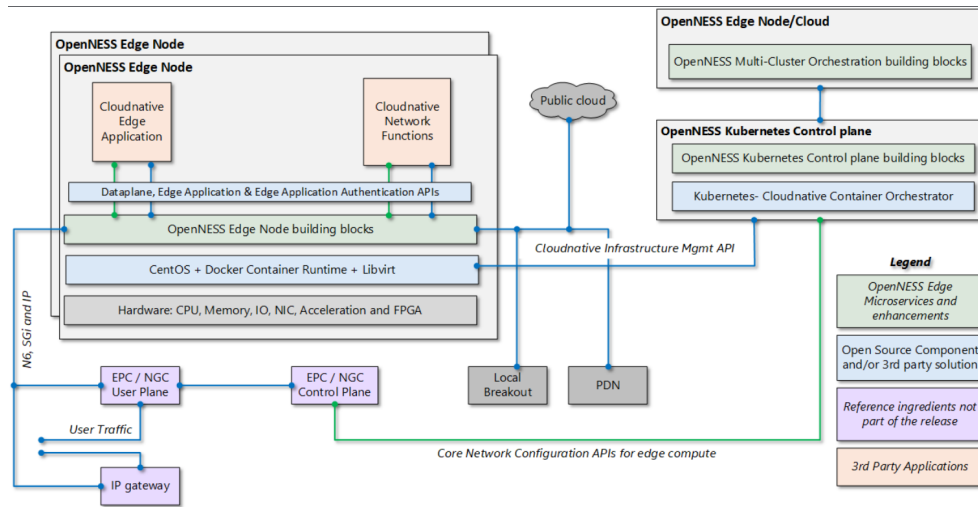 OpenNESS Edge Node
OpenNESS Edge Node
Cloudnative
Edge
Application
Cloudnative
Network
Functions
Dataplane, Edge Application & Edge Application Authentication APIs
OpenNESS Edge Node building blocks
CentOS + Docker Container Runtime + Libvirt
Hardware: CPU, Memory, IO, NIC, Acceleration and FPGA
N6, SGi and IP
EPC / NGC
User Plane
EPC / NGC
Control Plane
User Traffic
IP gateway
Public cloud
Cloudnative Infrastructure Mgmt API
Local
Breakout
PDN
Core Network Configuration APIs for edge compute
OpenNESS Edge Node/Cloud
OpenNESS Multi-Cluster Orchestration building blocks
OpenNESS Kubernetes Control plane
OpenNESS Kubernetes Control plane building blocks
Kubernetes- Cloudnative Container Orchestrator
Legend
OpenNESS Edge
Microservices and
enhancements
Open Source Component
and/or 3rd party solution
Reference ingredients not
part of the release
3rd Party Applications